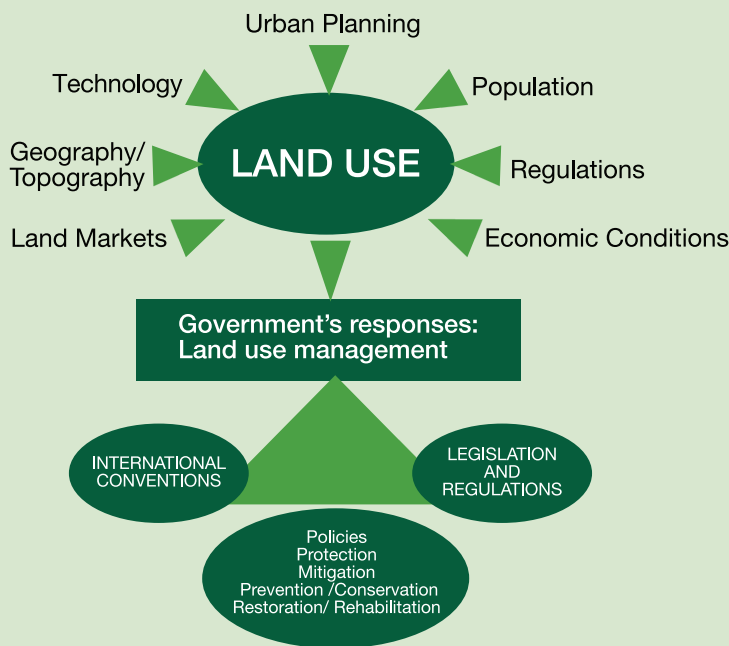 Urban Planning
Technology
Population
Geography/
Topography
LAND USE
Regulations
Land Markets
Economic Conditions
Government’s responses:
Land use management
INTERNATIONAL
CONVENTIONS
LEGISLATION
AND
REGULATIONS
Policies
Protection
Mitigation
Prevention /Conservation
Restoration/ Rehabilitation